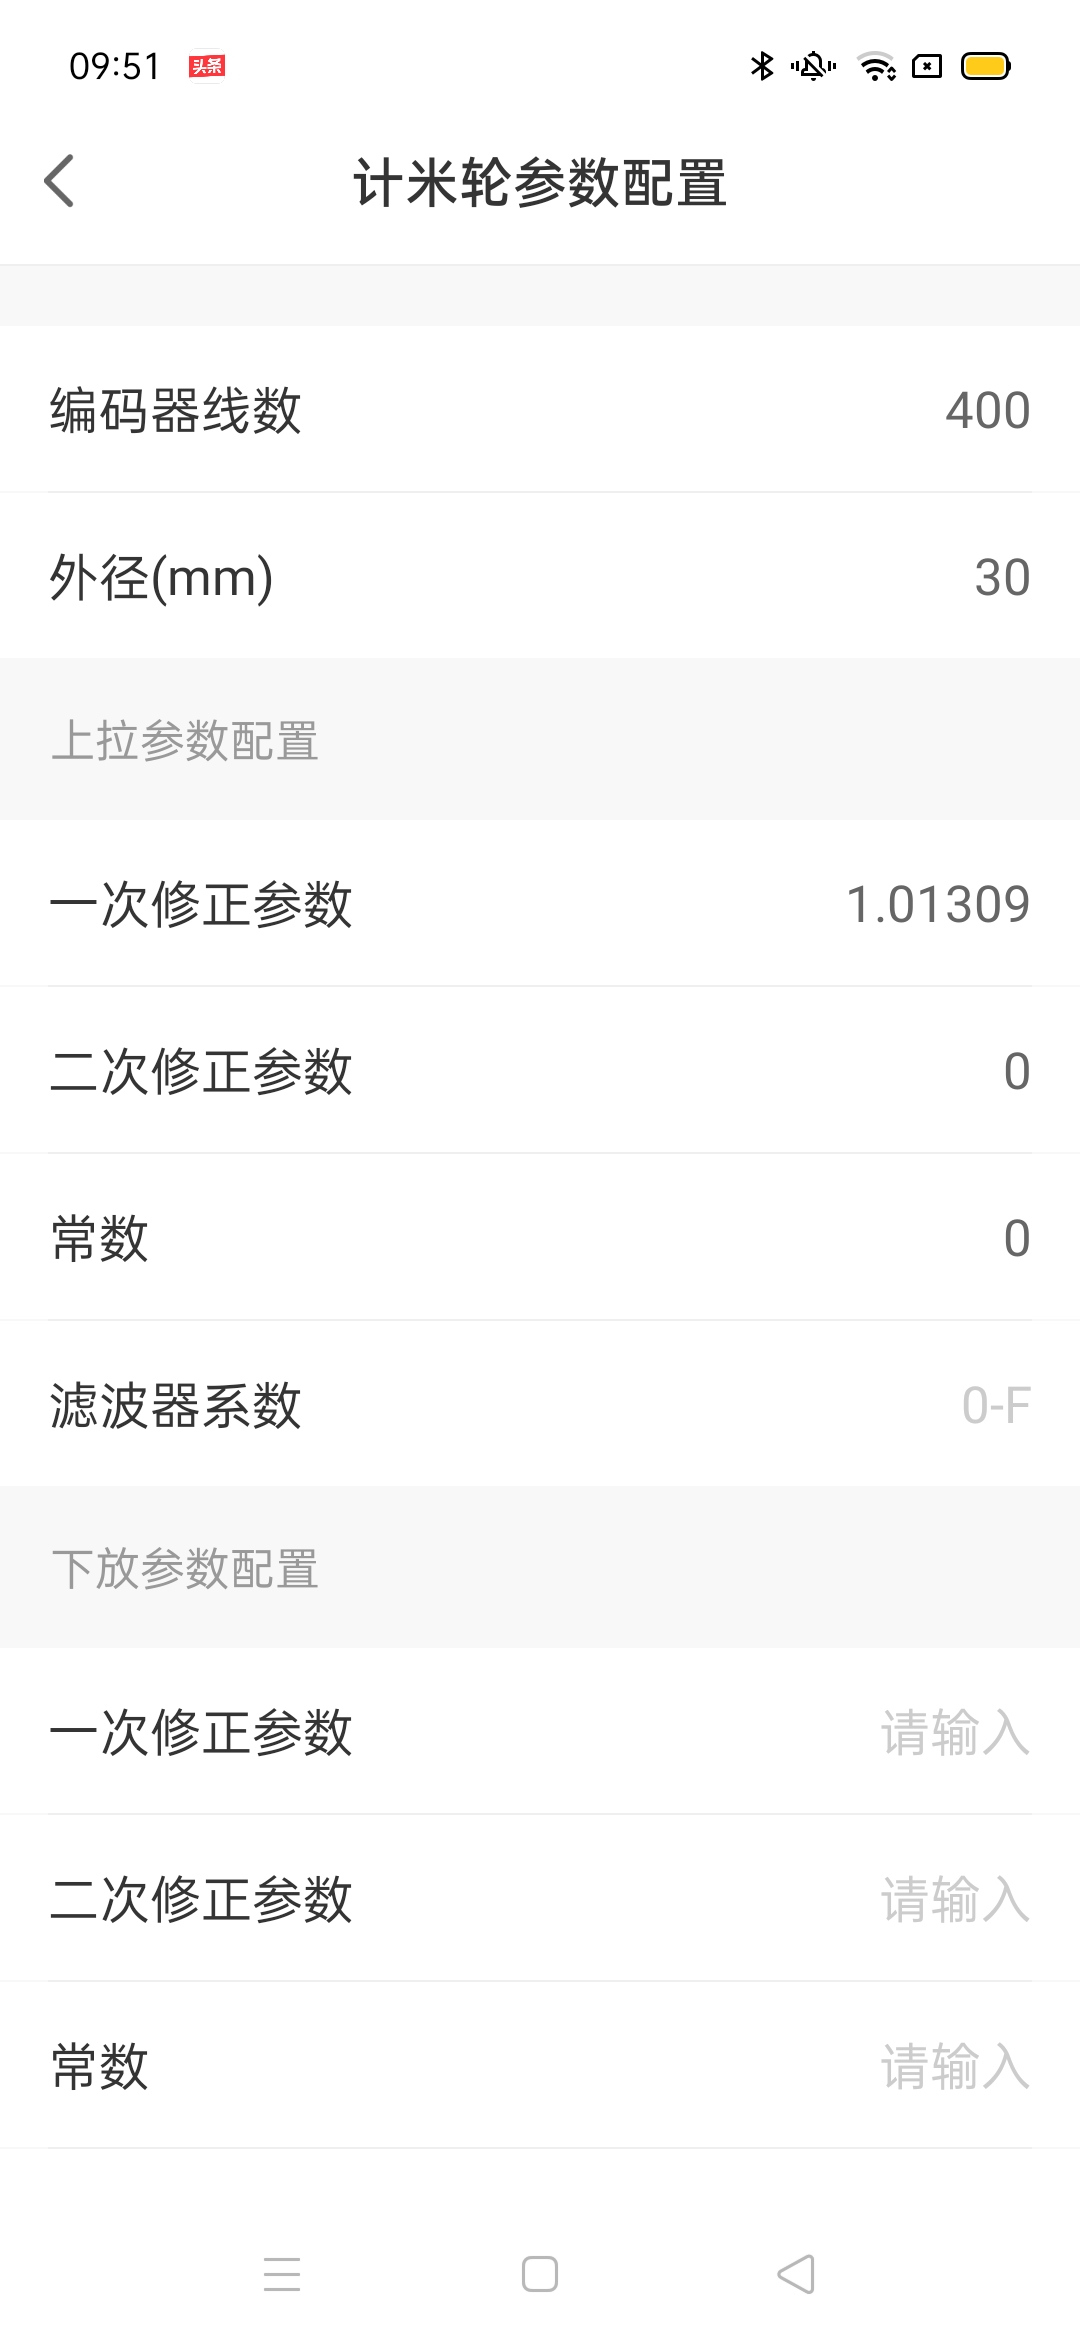 09:51 头条
计米轮参数配置
编码器线数 400
外径(mm) 30
上拉参数配置
一次修正参数 1.01309
二次修正参数 0
常数 0
滤波器系数 0-F
下放参数配置
一次修正参数 请输入
二次修正参数 请输入
常数 请输入